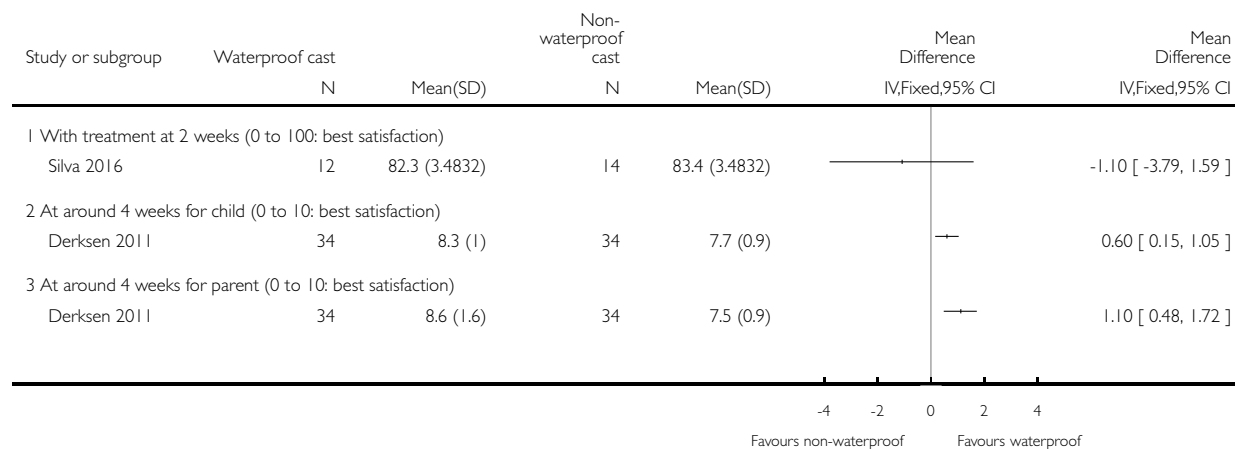 Study or subgroup Waterproof cast Non-waterproof cast Mean Difference Mean Difference
N Mean(SD) N Mean(SD) IV,Fixed,95% CI IV,Fixed,95% CI
1 With treatment at 2 weeks (0 to 100: best satisfaction)
Silva 2016 12 82.3 (3.4832) 14 83.4 (3.4832) -1.10 [ -3.79, 1.59 ]
2 At around 4 weeks for child (0 to 10: best satisfaction)
Derksen 2011 34 8.3 (1) 34 7.7 (0.9) 0.60 [ 0.15, 1.05 ]
3 At around 4 weeks for parent (0 to 10: best satisfaction)
Derksen 2011 34 8.6 (1.6) 34 7.5 (0.9) 1.10 [ 0.48, 1.72 ]
-4 -2 0 2 4
Favours non-waterproof Favours waterproof